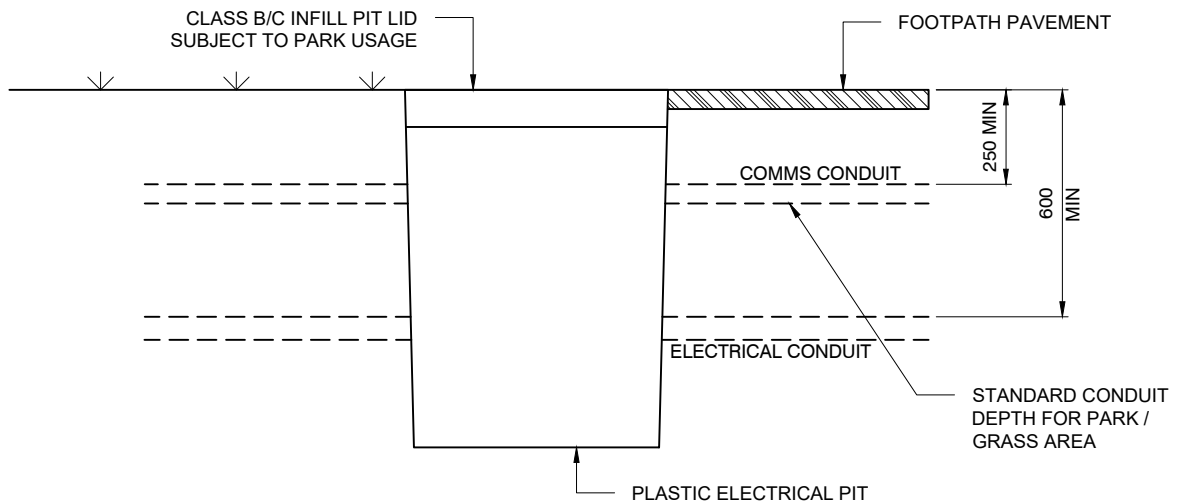 CLASS B/C INFILL PIT LID
SUBJECT TO PARK USAGE
FOOTPATH PAVEMENT
250 MIN
COMMS CONDUIT
600
MIN
ELECTRICAL CONDUIT
STANDARD CONDUIT
DEPTH FOR PARK /
GRASS AREA
PLASTIC ELECTRICAL PIT